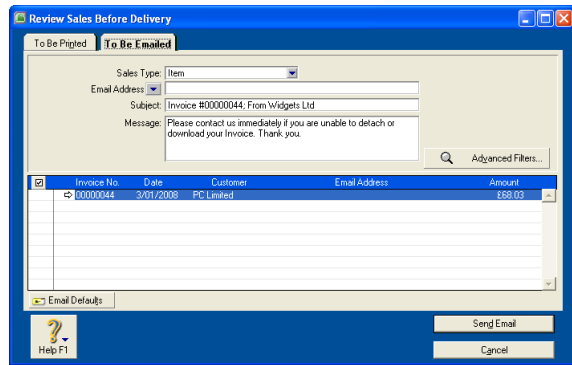 Review Sales Before Delivery
To Be Printed
To Be Emailed
Sales Type: Item
Email Address
Subject: Invoice #00000044; From Widgets Ltd
Message: Please contact us immediately if you are unable to detach or
download your Invoice. Thank you.
Advanced Filters...
Invoice No. Date Customer Email Address Amount
00000044 3/01/2008 PC Limited £68.03
Email Defaults
Send Email
Help F1
Cancel